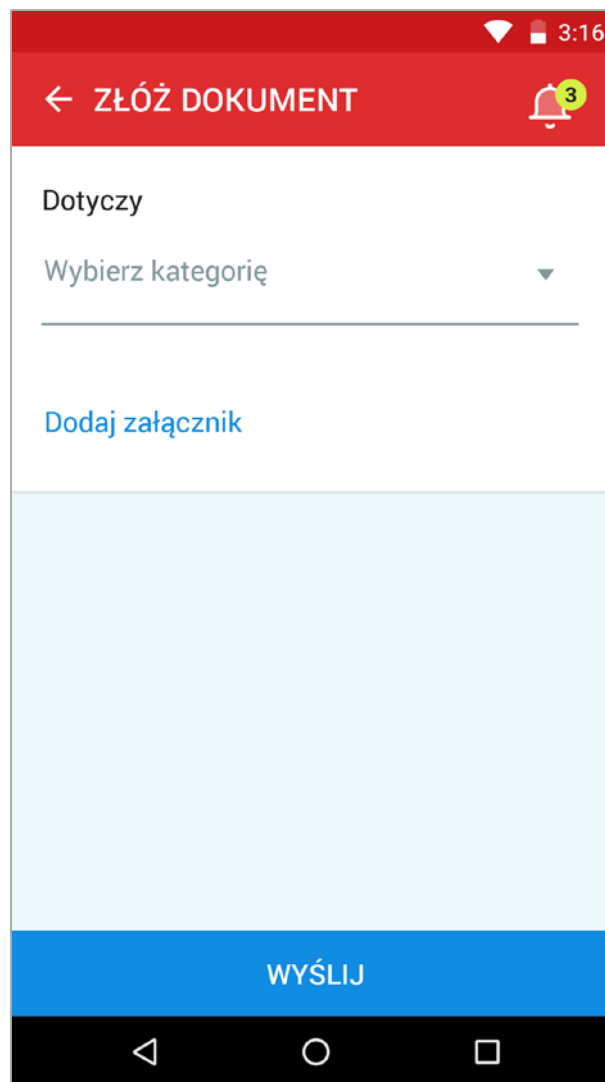 3:16
ZŁÓŻ DOKUMENT
3
Dotyczy
Wybierz kategorię
Dodaj załącznik
WYŚLIJ